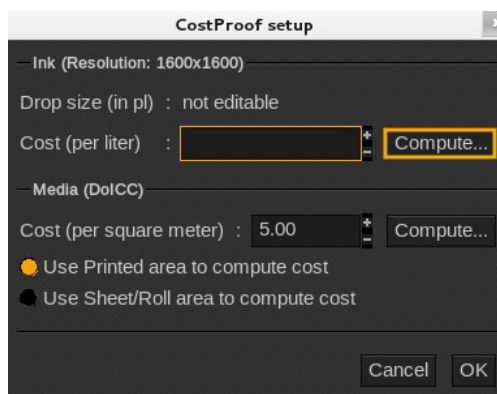 CostProof setup
Ink (Resolution: 1600x1600)
Drop size (in pl) : not editable
Cost (per liter) : Compute...
Media (DoICC)
Cost (per square meter) : 5.00 Compute...
Use Printed area to compute cost
Use Sheet/Roll area to compute cost
Cancel OK